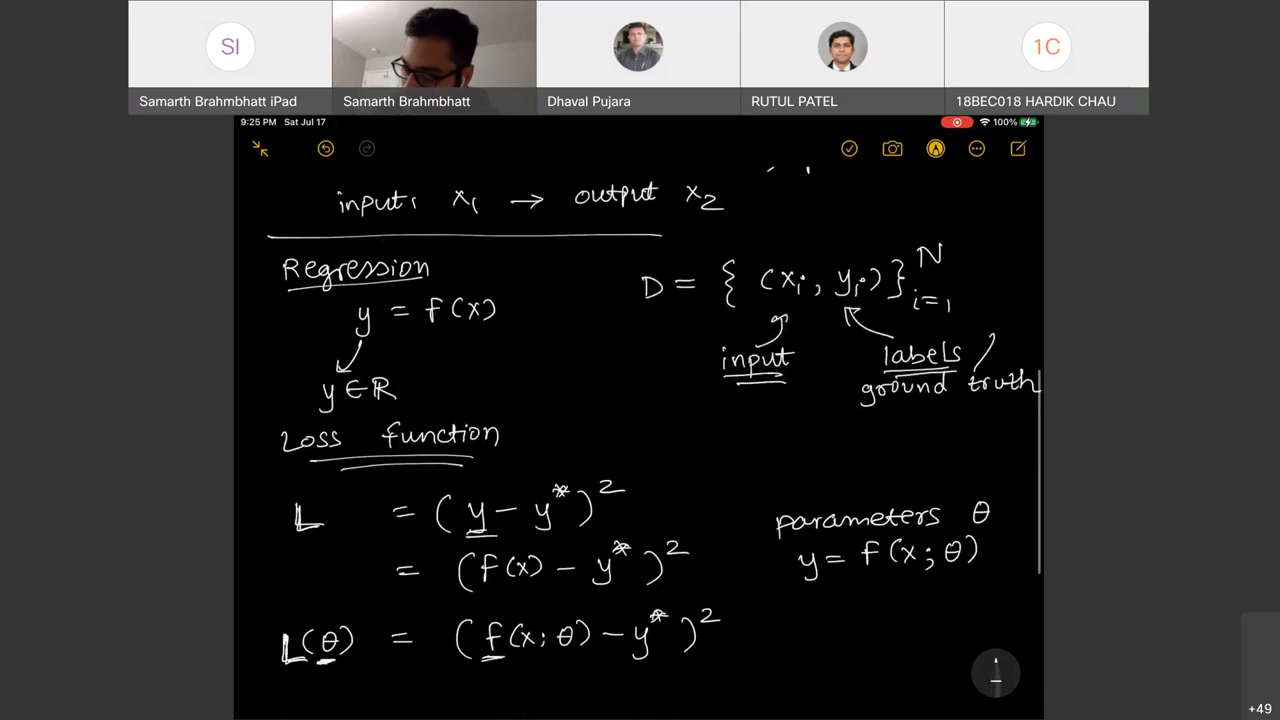 SI
1C
Samarth Brahmbhatt iPad
Samarth Brahmbhatt
Dhaval Pujara
RUTUL PATEL
18BEC018 HARDIK CHAU
9:25 PM Sat Jul 17
100%
input: x₁ → output x₂
Regression
D = { (xᵢ, yᵢ) }ᴺᵢ₌₁
y = f(x)
input
labels / ground truth
y ∈ ℝ
Loss function
L = (y - y*)²
parameters θ
= (f(x) - y*)²
y = f(x; θ)
L(θ) = (f(x; θ) - y*)²
+49